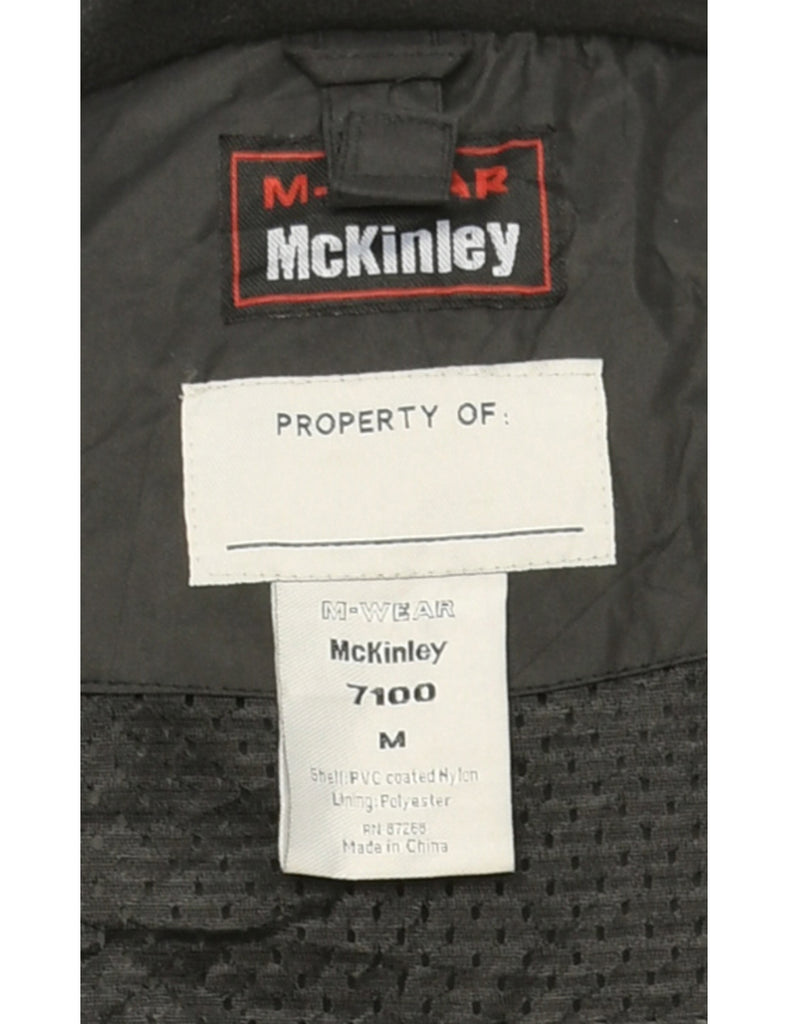 M-WEAR
McKinley
PROPERTY OF:
M-WEAR
McKinley
7100
M
Shell:PVC coated Nylon
Lining:Polyester
RN 87268
Made in China